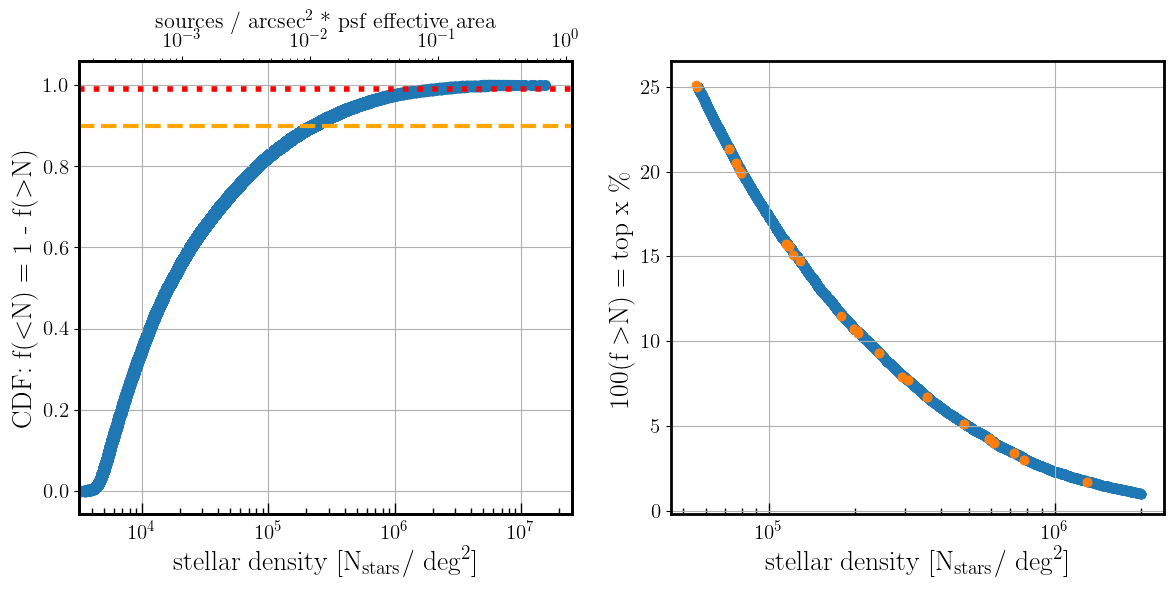 sources / arcsec² * psf effective area
10⁻³ 10⁻² 10⁻¹ 10⁰
CDF: f(<N) = 1 - f(>N)
1.0
0.8
0.6
0.4
0.2
0.0
10⁴ 10⁵ 10⁶ 10⁷
stellar density [N_stars/ deg²]
100(f >N) = top x %
25
20
15
10
5
0
10⁵ 10⁶
stellar density [N_stars/ deg²]